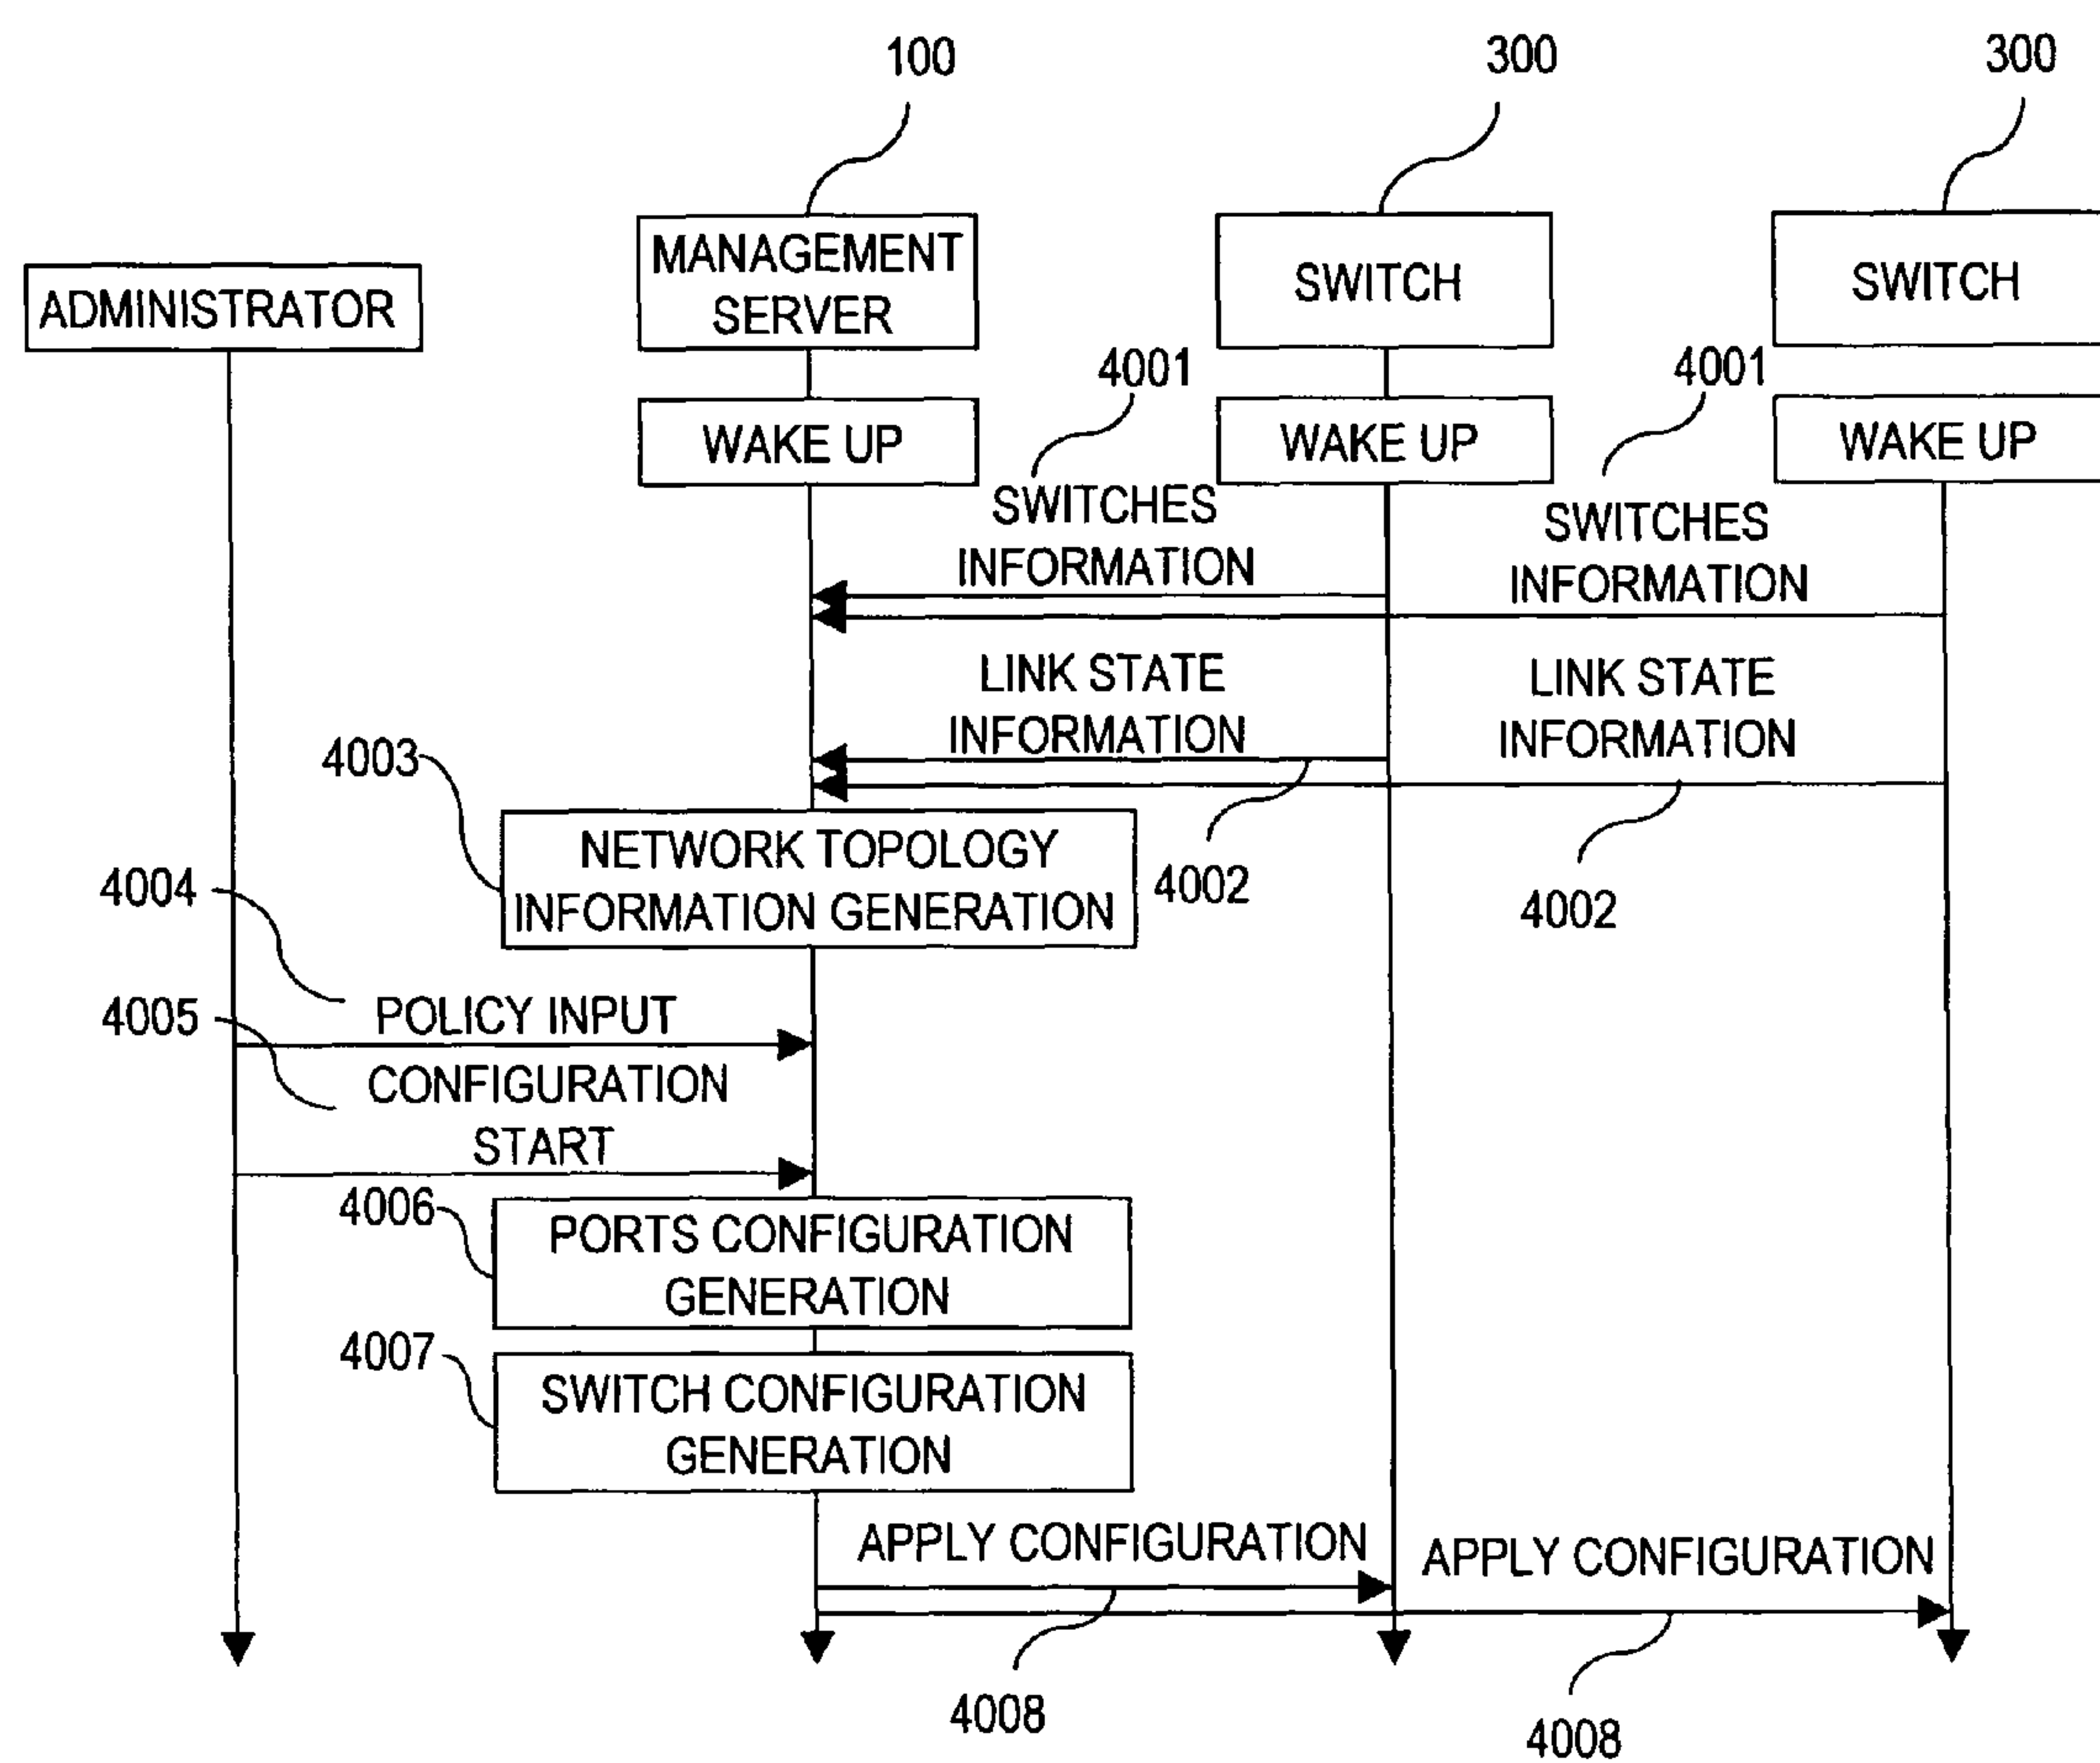 100
300
300
ADMINISTRATOR
MANAGEMENT
SERVER
SWITCH
SWITCH
4001
4001
WAKE UP
WAKE UP
WAKE UP
SWITCHES
INFORMATION
SWITCHES
INFORMATION
LINK STATE
INFORMATION
LINK STATE
INFORMATION
4003
NETWORK TOPOLOGY
INFORMATION GENERATION
4002
4002
4004
POLICY INPUT
4005
CONFIGURATION
START
4006
PORTS CONFIGURATION
GENERATION
4007
SWITCH CONFIGURATION
GENERATION
APPLY CONFIGURATION
APPLY CONFIGURATION
4008
4008